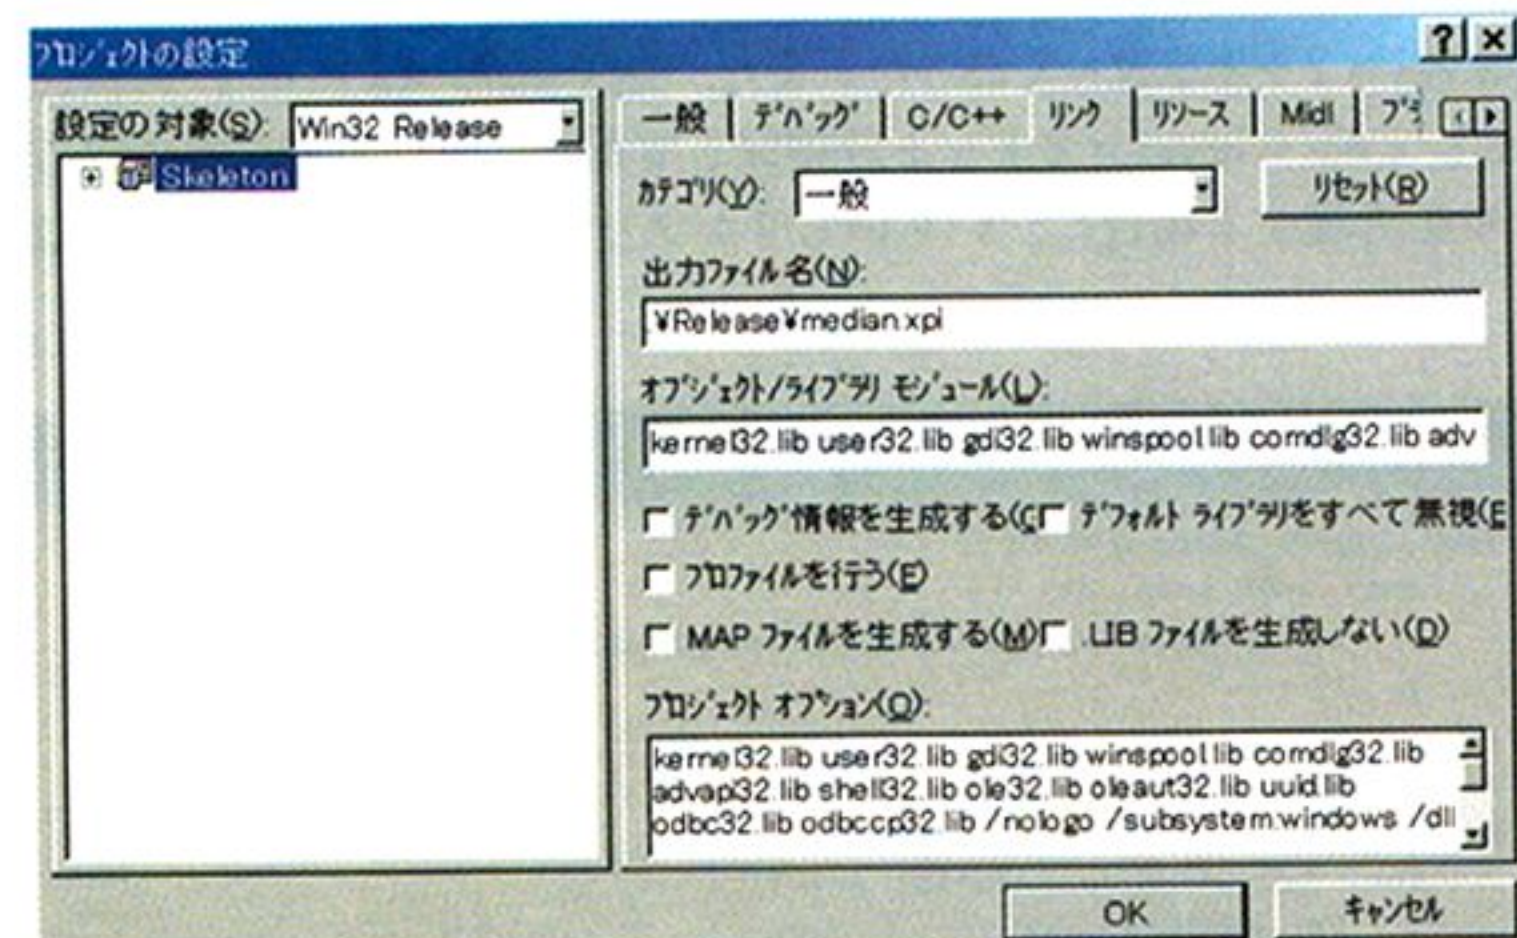 プロジェクトの設定
設定の対象(S): Win32 Release
Skeleton
一般 デバッグ C/C++ リンク リソース Midl
カテゴリ(Y): 一般 リセット(R)
出力ファイル名(N):
.¥Release¥median.xpi
オブジェクト/ライブラリ モジュール(L):
kernel32.lib user32.lib gdi32.lib winspool.lib comdlg32.lib adv
デバッグ情報を生成する(G デフォルト ライブラリをすべて無視(E
プロファイルを行う(E)
MAP ファイルを生成する(M) .LIB ファイルを生成しない(D)
プロジェクト オプション(O):
kernel32.lib user32.lib gdi32.lib winspool.lib comdlg32.lib
advapi32.lib shell32.lib ole32.lib oleaut32.lib uuid.lib
odbc32.lib odbccp32.lib /nologo /subsystem:windows /dll
OK キャンセル